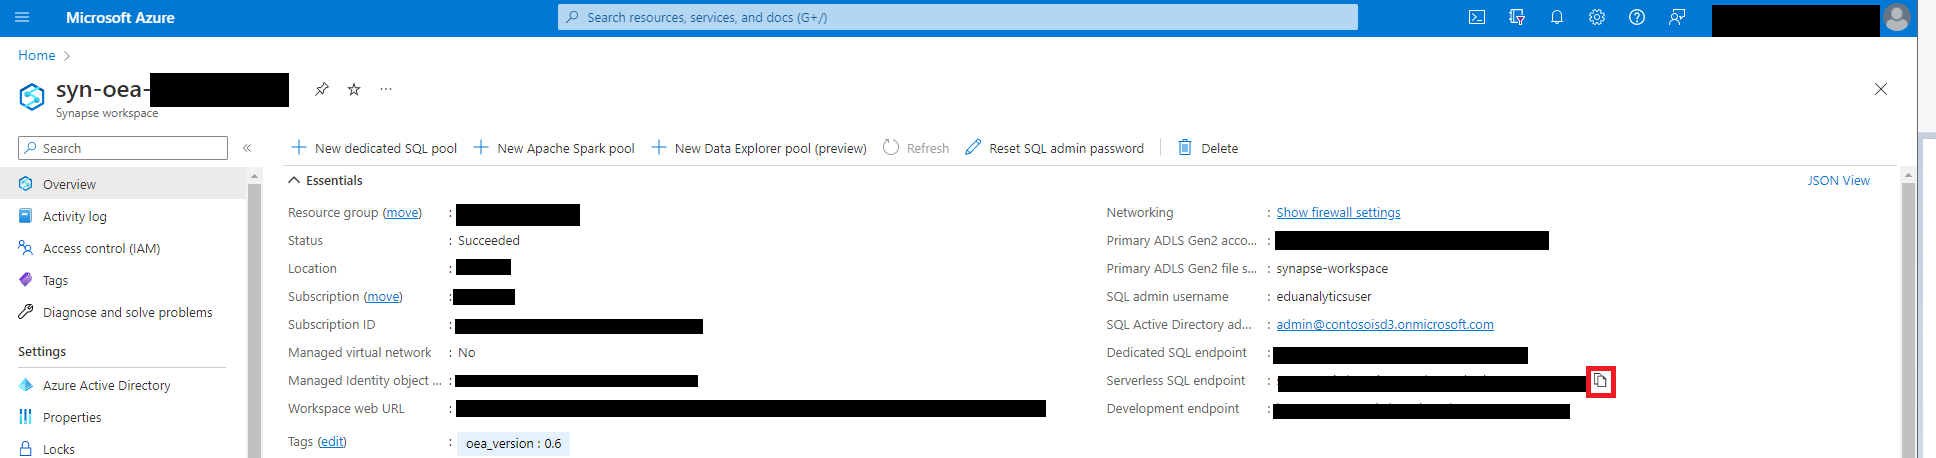 Microsoft Azure
Search resources, services, and docs (G+/)
Home
syn-oea-
Synapse workspace
Search
New dedicated SQL pool
New Apache Spark pool
New Data Explorer pool (preview)
Refresh
Reset SQL admin password
Delete
Overview
Activity log
Access control (IAM)
Tags
Diagnose and solve problems
Settings
Azure Active Directory
Properties
Locks
Essentials
JSON View
Resource group (move) :
Status : Succeeded
Location :
Subscription (move) :
Subscription ID :
Managed virtual network : No
Managed Identity object ... :
Workspace web URL :
Tags (edit) : oea_version : 0.6
Networking : Show firewall settings
Primary ADLS Gen2 acco... :
Primary ADLS Gen2 file s... : synapse-workspace
SQL admin username : eduanalyticsuser
SQL Active Directory ad... : admin@contosoisd3.onmicrosoft.com
Dedicated SQL endpoint :
Serverless SQL endpoint :
Development endpoint :